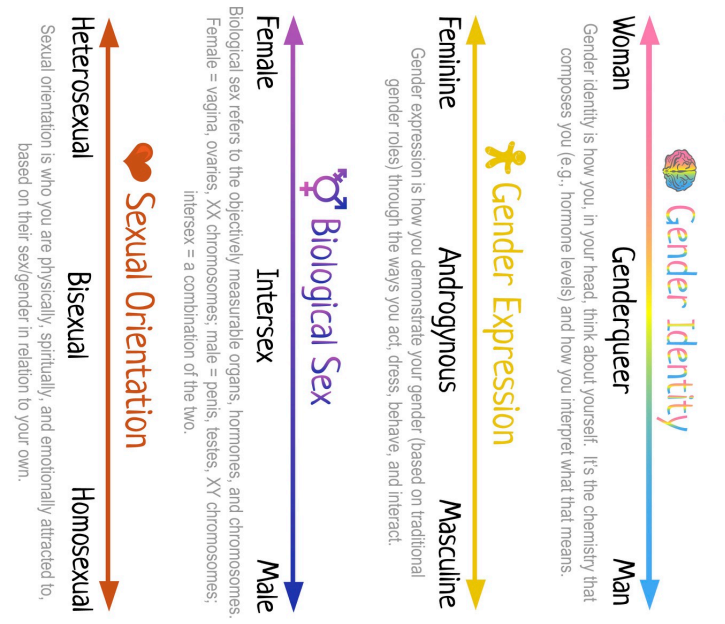 Gender Identity
Woman Genderqueer Man
Gender identity is how you, in your head, think about yourself. It's the chemistry that
composes you (e.g., hormone levels) and how you interpret what that means.
Gender Expression
Feminine Androgynous Masculine
Gender expression is how you demonstrate your gender (based on traditional
gender roles) through the ways you act, dress, behave, and interact.
Biological Sex
Female Intersex Male
Biological sex refers to the objectively measurable organs, hormones, and chromosomes.
Female = vagina, ovaries, XX chromosomes; male = penis, testes, XY chromosomes;
intersex = a combination of the two.
Sexual Orientation
Heterosexual Bisexual Homosexual
Sexual orientation is who you are physically, spiritually, and emotionally attracted to,
based on their sex/gender in relation to your own.